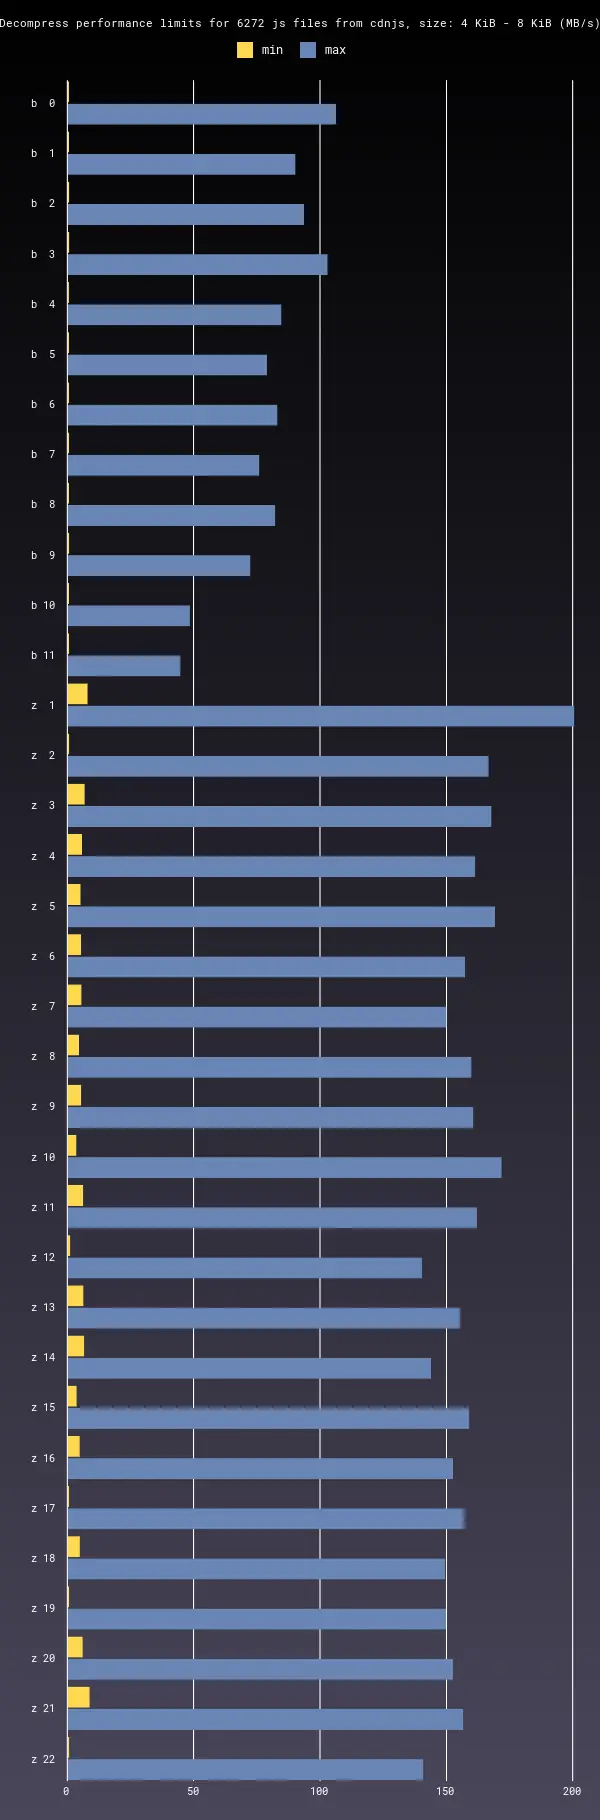 Decompress performance limits for 6272 js files from cdnjs, size: 4 KiB - 8 KiB (MB/s)
min max
b 0
b 1
b 2
b 3
b 4
b 5
b 6
b 7
b 8
b 9
b 10
b 11
z 1
z 2
z 3
z 4
z 5
z 6
z 7
z 8
z 9
z 10
z 11
z 12
z 13
z 14
z 15
z 16
z 17
z 18
z 19
z 20
z 21
z 22
0 50 100 150 200